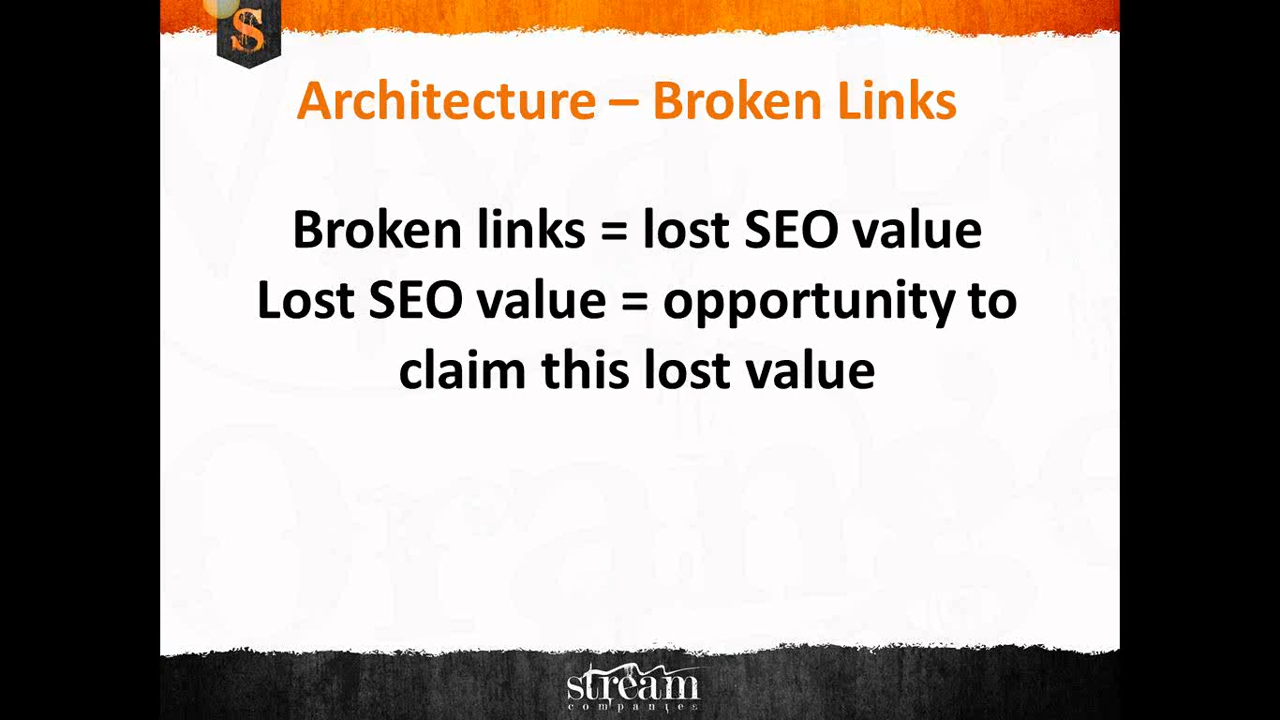 S
Architecture – Broken Links
Broken links = lost SEO value
Lost SEO value = opportunity to
claim this lost value
stream
companies